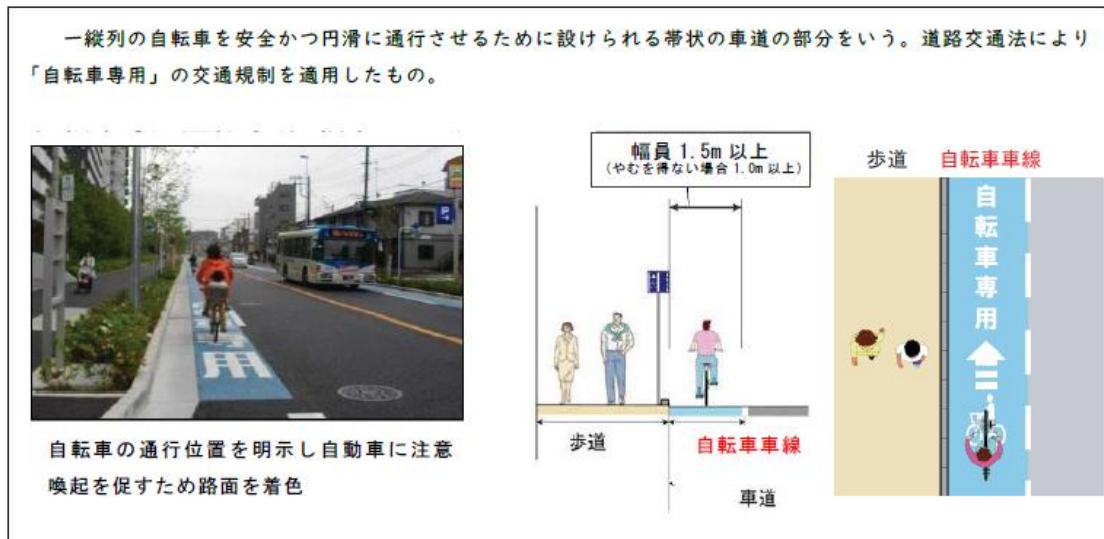 一縦列の自転車を安全かつ円滑に通行させるために設けられる帯状の車道の部分をいう。道路交通法により
「自転車専用」の交通規制を適用したもの。
幅員 1.5m 以上
(やむを得ない場合 1.0m 以上)
歩道 自転車車線
自転車専用
用
P
自転車の通行位置を明示し自動車に注意
喚起を促すため路面を着色
歩道
自転車車線
車道